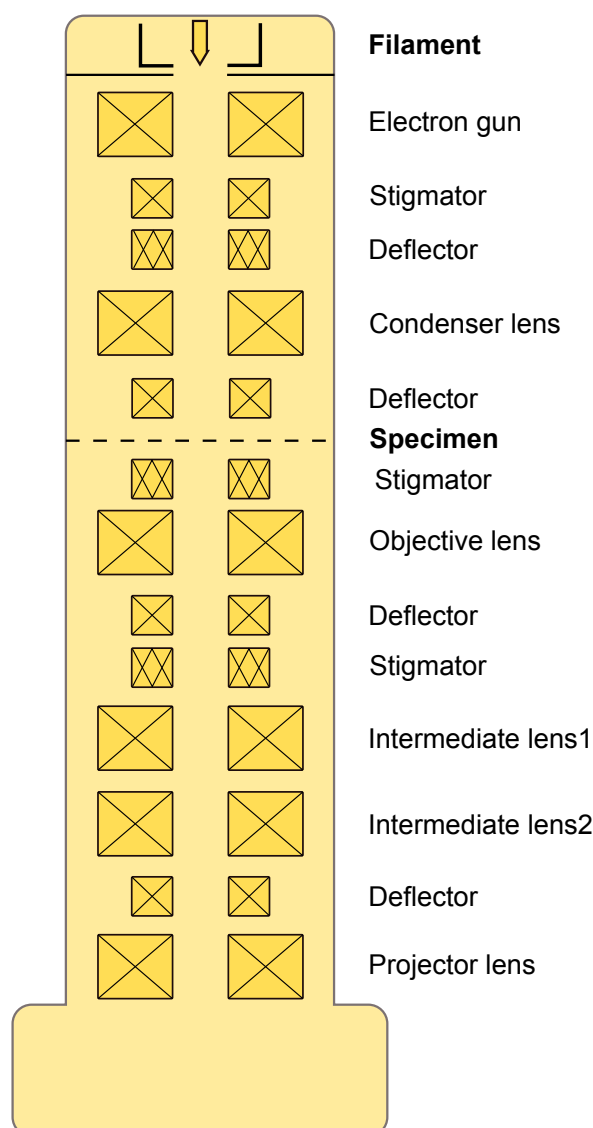 Filament
Electron gun
Stigmator
Deflector
Condenser lens
Deflector
Specimen
Stigmator
Objective lens
Deflector
Stigmator
Intermediate lens1
Intermediate lens2
Deflector
Projector lens